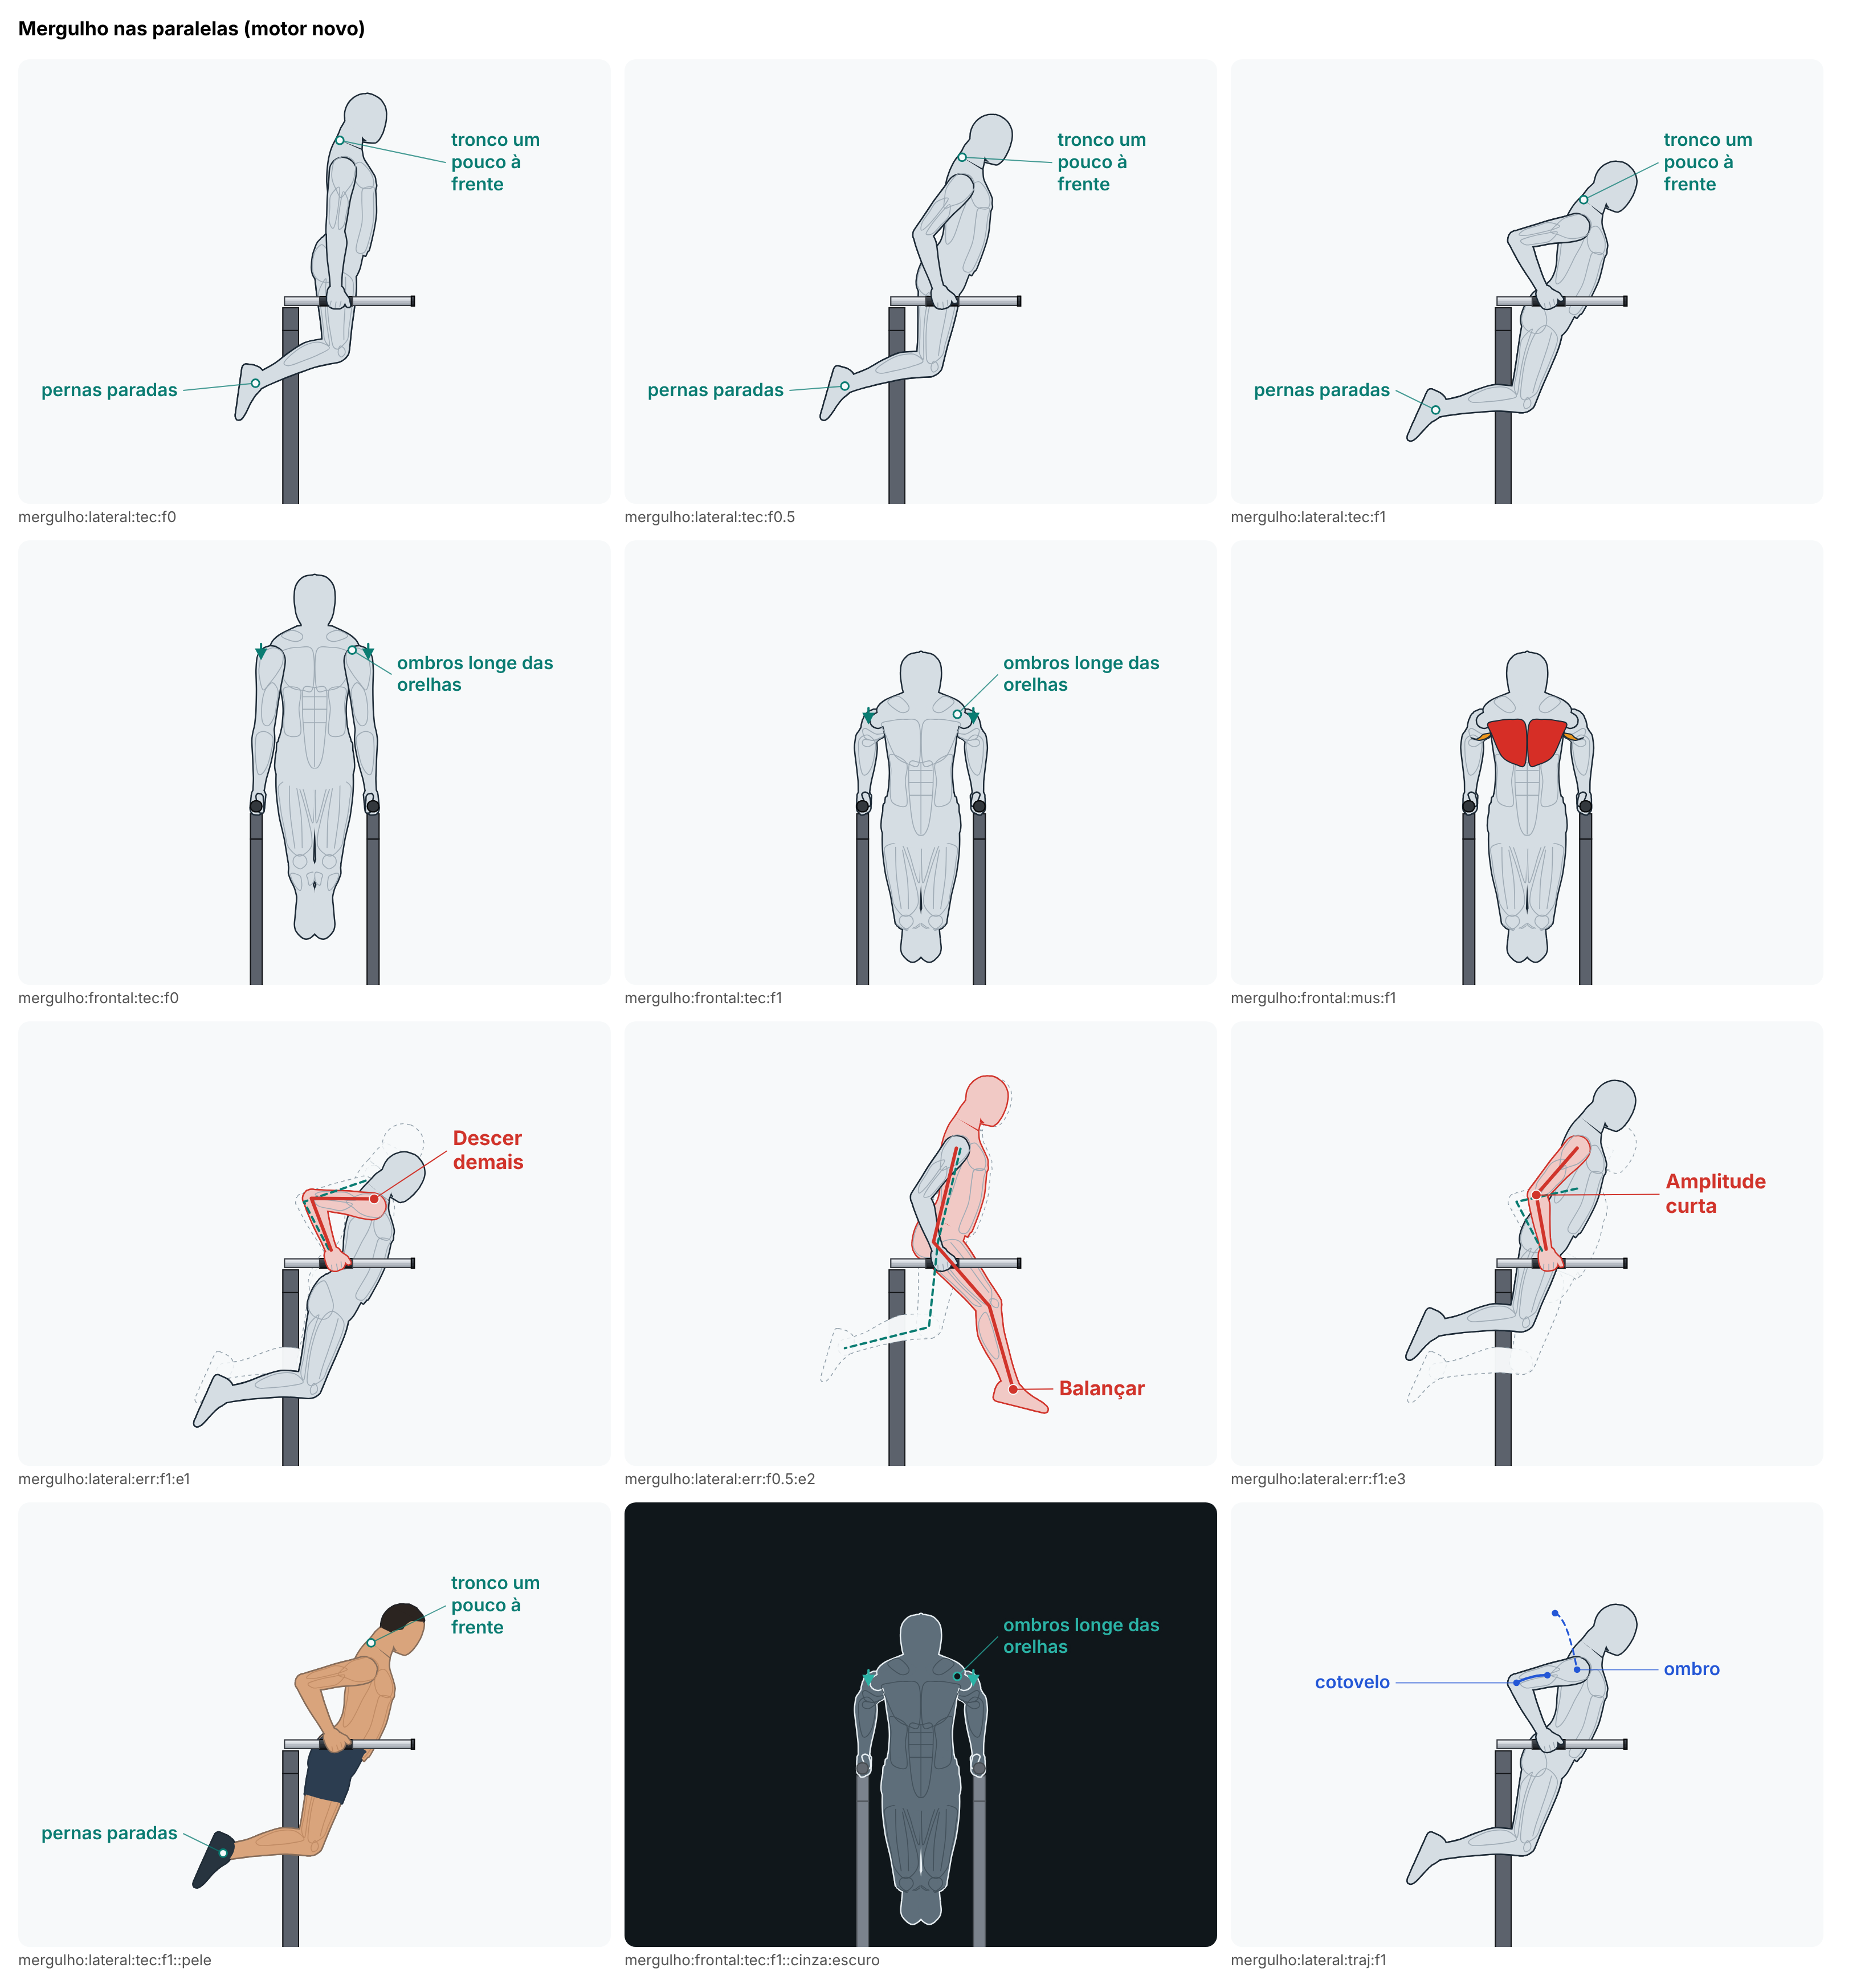 Mergulho nas paralelas (motor novo)
tronco um
pouco à
frente
pernas paradas
mergulho:lateral:tec:f0
tronco um
pouco à
frente
pernas paradas
mergulho:lateral:tec:f0.5
tronco um
pouco à
frente
pernas paradas
mergulho:lateral:tec:f1
ombros longe das
orelhas
mergulho:frontal:tec:f0
ombros longe das
orelhas
mergulho:frontal:tec:f1
mergulho:frontal:mus:f1
Descer
demais
mergulho:lateral:err:f1:e1
Balançar
mergulho:lateral:err:f0.5:e2
Amplitude
curta
mergulho:lateral:err:f1:e3
tronco um
pouco à
frente
pernas paradas
mergulho:lateral:tec:f1::pele
ombros longe das
orelhas
mergulho:frontal:tec:f1::cinza:escuro
cotovelo
ombro
mergulho:lateral:traj:f1